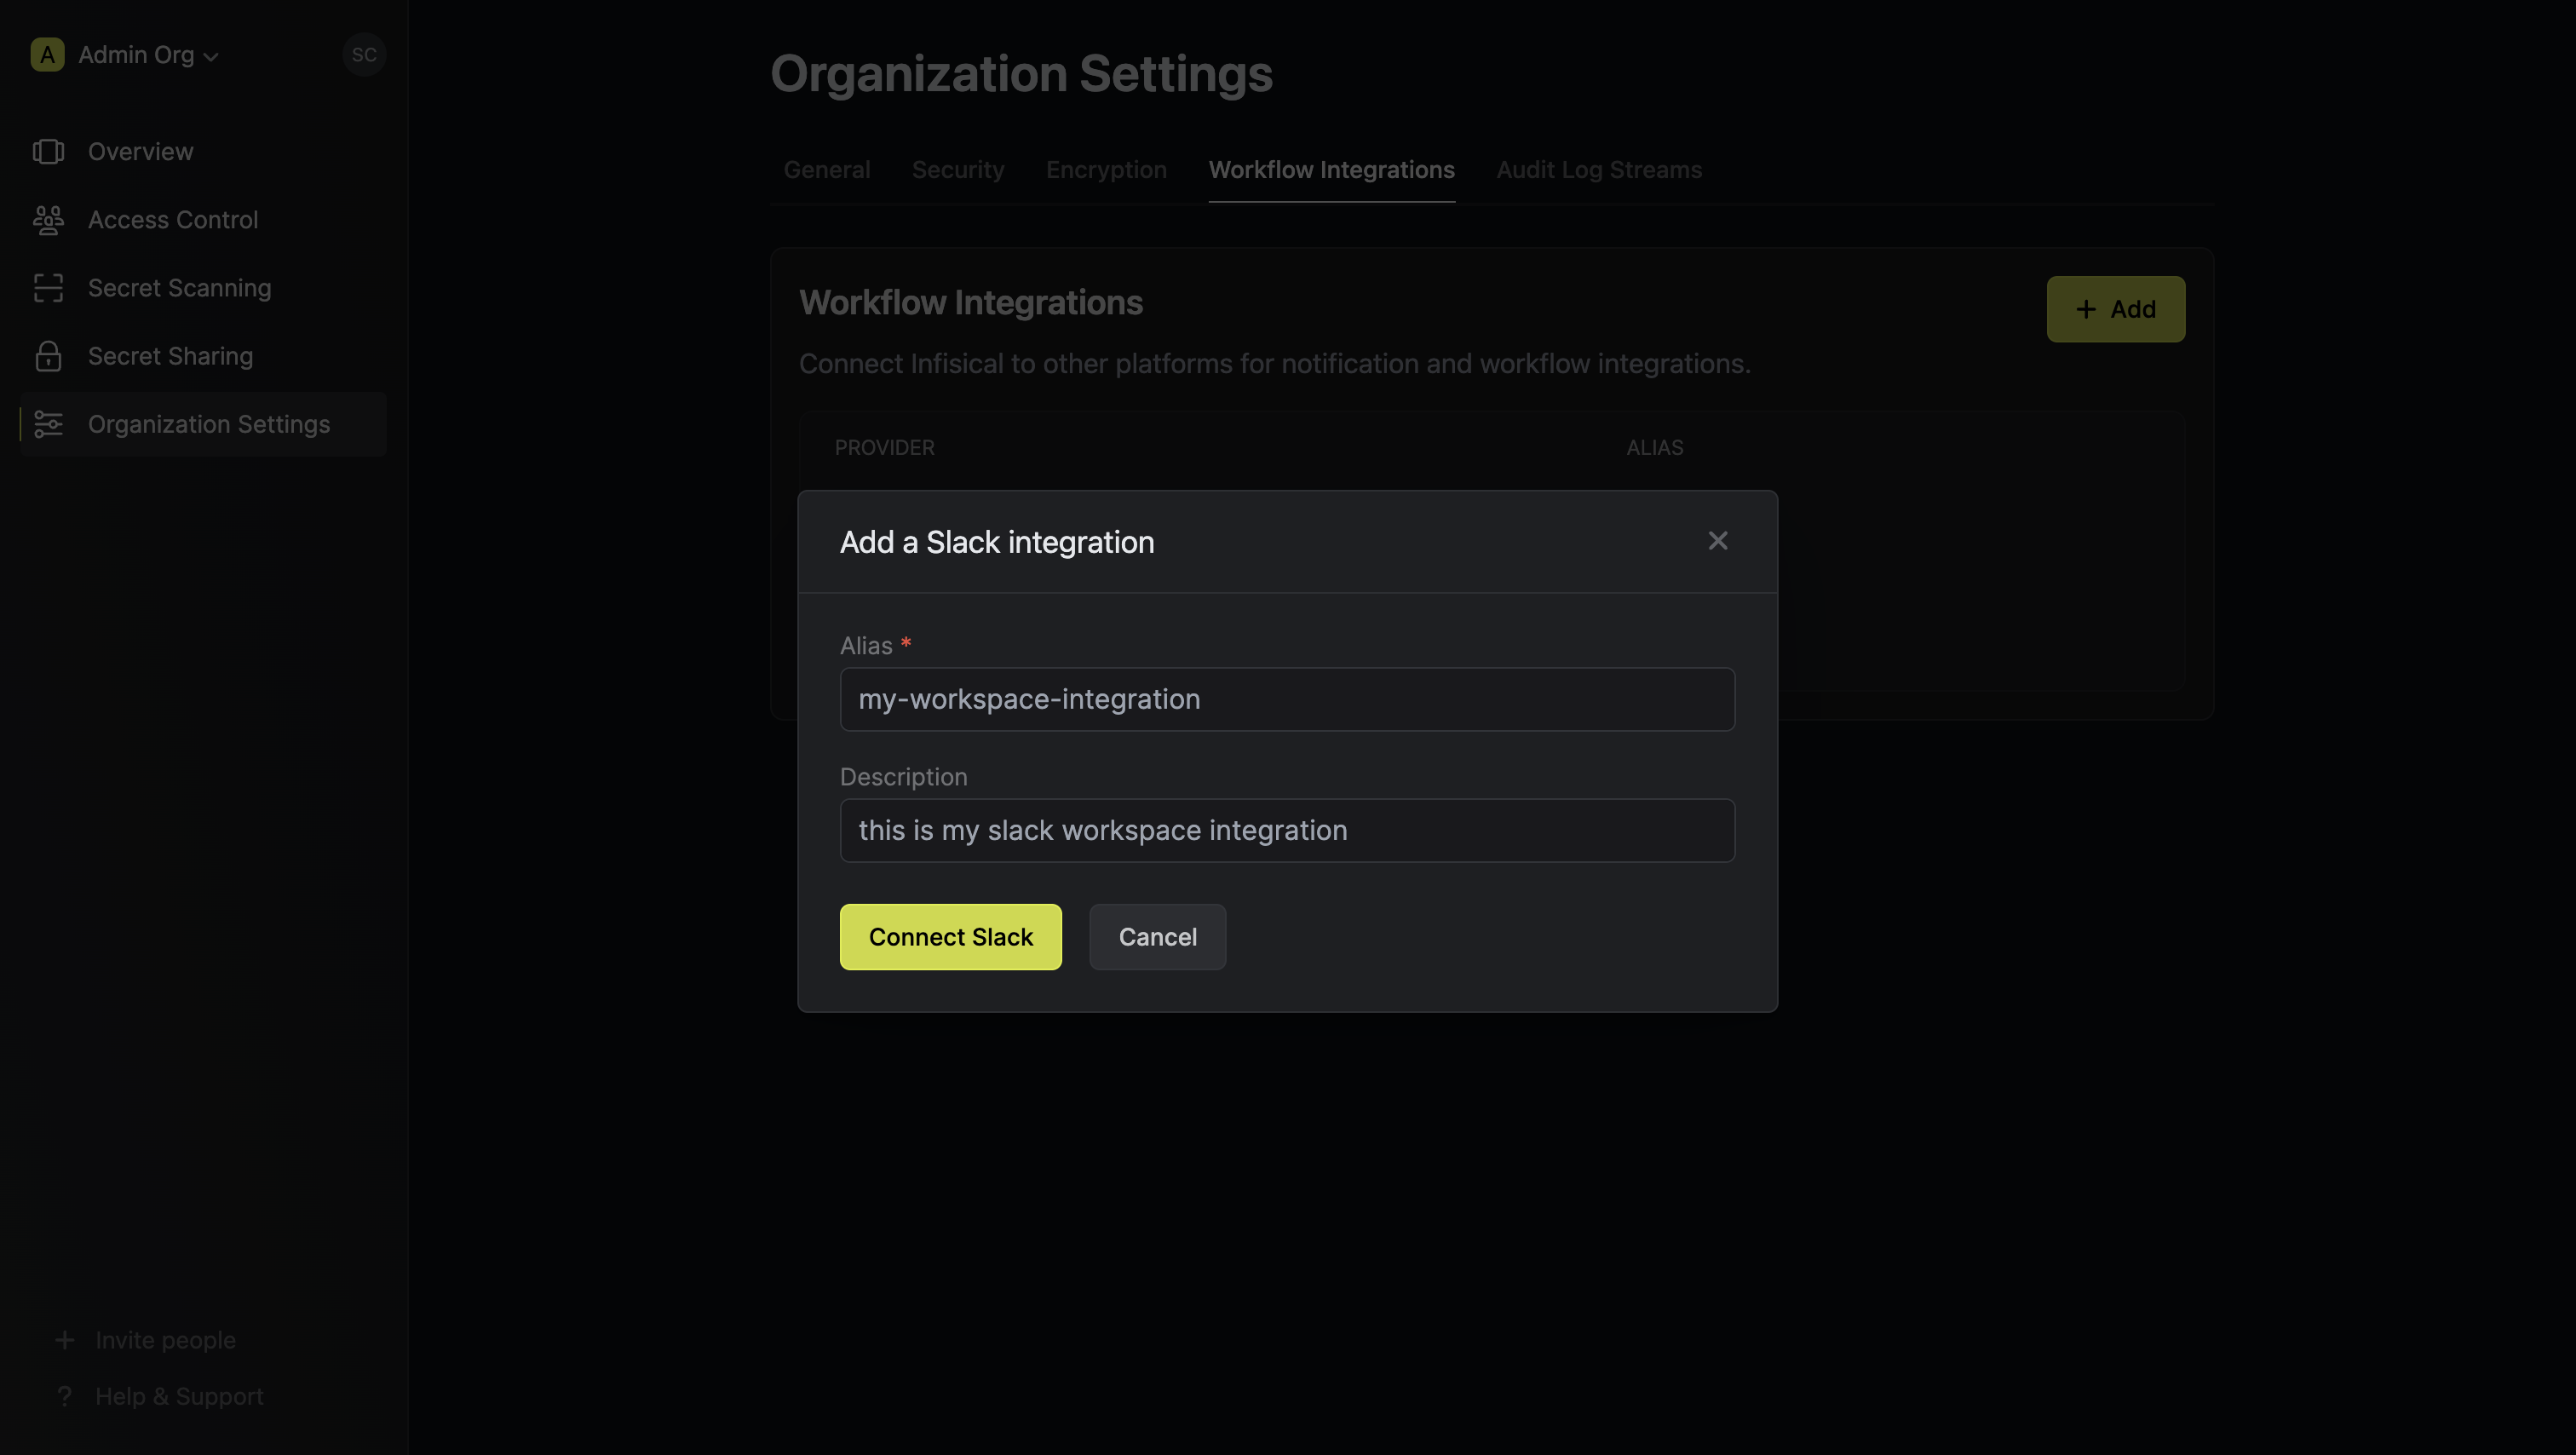 A Admin Org SC
Overview
Access Control
Secret Scanning
Secret Sharing
Organization Settings
Invite people
? Help & Support
Organization Settings
General Security Encryption Workflow Integrations Audit Log Streams
Workflow Integrations
+ Add
Connect Infisical to other platforms for notification and workflow integrations.
PROVIDER ALIAS
Add a Slack integration
Alias *
my-workspace-integration
Description
this is my slack workspace integration
Connect Slack Cancel